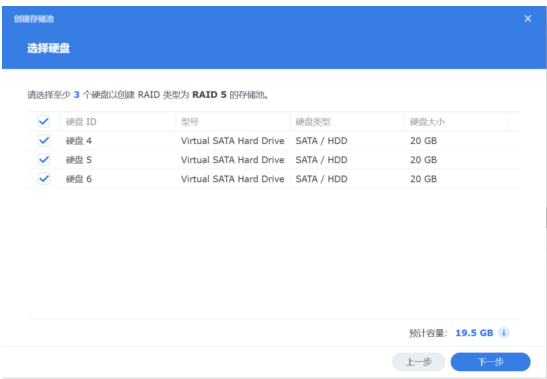 创建存储池
X
选择硬盘
请选择至少 3 个硬盘以创建 RAID 类型为 RAID 5 的存储池。
硬盘 ID 型号 硬盘类型 硬盘大小
硬盘 4 Virtual SATA Hard Drive SATA / HDD 20 GB
硬盘 5 Virtual SATA Hard Drive SATA / HDD 20 GB
硬盘 6 Virtual SATA Hard Drive SATA / HDD 20 GB
预计容量: 19.5 GB i
上一步 下一步